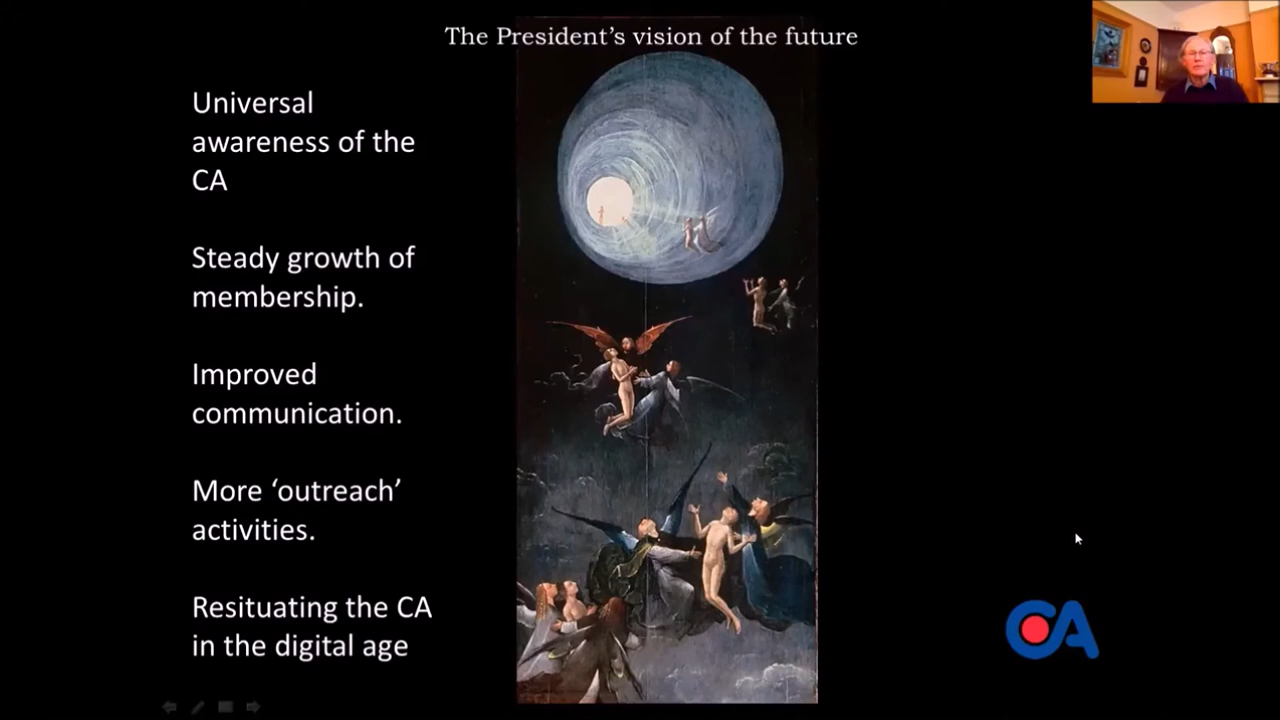 The President's vision of the future
Universal
awareness of the
CA
Steady growth of
membership.
Improved
communication.
More ‘outreach’
activities.
Resituating the CA
in the digital age
CA